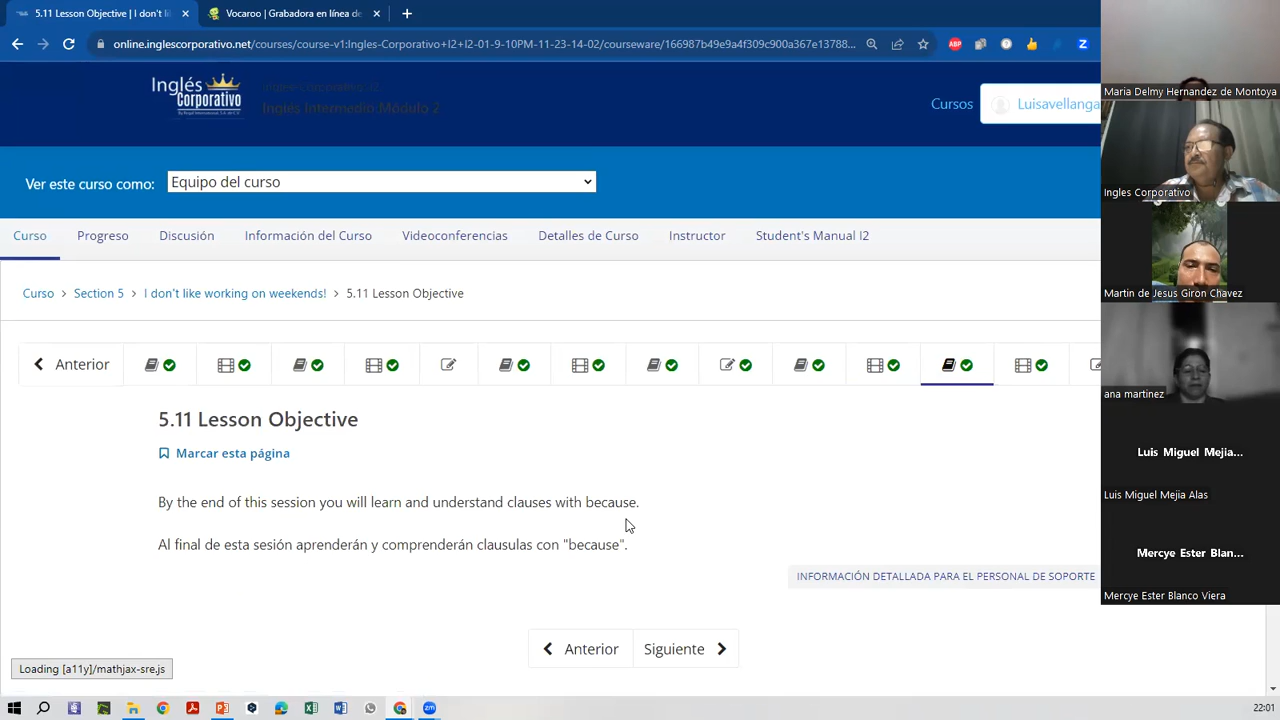 5.11 Lesson Objective | I don't li
Vocaroo | Grabadora en línea de
online.inglescorporativo.net/courses/course-v1:Ingles-Corporativo+I2+I2-01-9-10PM-11-23-14-02/courseware/166987b49e9a4f309c900a367e13788...
ABP
Z
Inglés
Corporativo
Inglés Intermedio Módulo 2
Cursos
Luisavellanga
Ver este curso como:
Equipo del curso
Curso
Progreso
Discusión
Información del Curso
Videoconferencias
Detalles de Curso
Instructor
Student's Manual I2
Curso > Section 5 > I don't like working on weekends! > 5.11 Lesson Objective
Anterior
5.11 Lesson Objective
Marcar esta página
By the end of this session you will learn and understand clauses with because.
Al final de esta sesión aprenderán y comprenderán clausulas con "because".
INFORMACIÓN DETALLADA PARA EL PERSONAL DE SOPORTE
Anterior
Siguiente
Loading [a11y]/mathjax-sre.js
22:01
Maria Delmy Hernandez de Montoya
Ingles Corporativo
Martin de Jesus Giron Chavez
ana martinez
Luis Miguel Mejia...
Luis Miguel Mejia Alas
Mercye Ester Blan...
Mercye Ester Blanco Viera